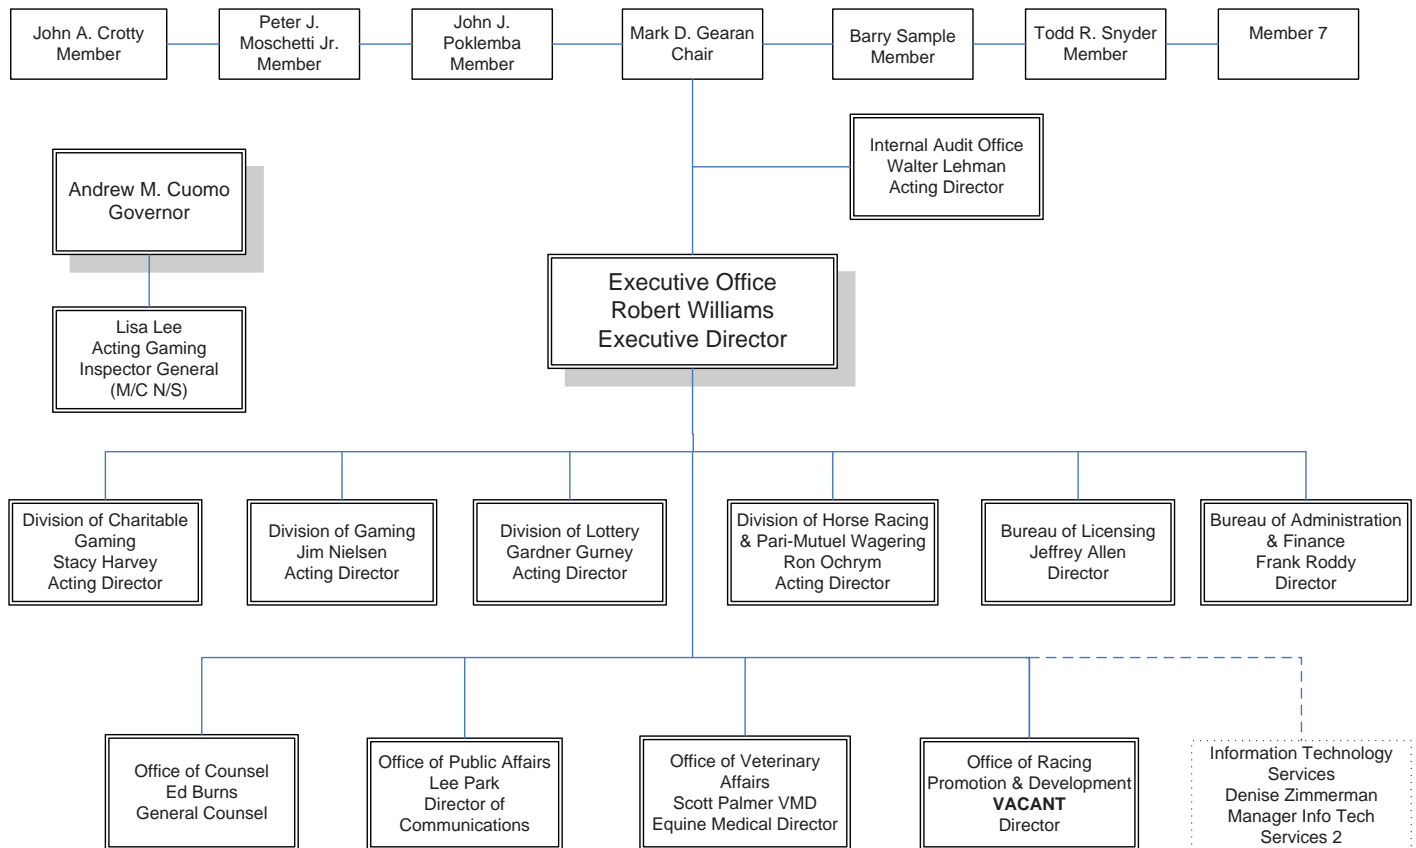 John A. Crotty
Member
Peter J.
Moschetti Jr.
Member
John J.
Poklemba
Member
Mark D. Gearan
Chair
Barry Sample
Member
Todd R. Snyder
Member
Member 7
Internal Audit Office
Walter Lehman
Acting Director
Andrew M. Cuomo
Governor
Lisa Lee
Acting Gaming
Inspector General
(M/C N/S)
Executive Office
Robert Williams
Executive Director
Division of Charitable
Gaming
Stacy Harvey
Acting Director
Division of Gaming
Jim Nielsen
Acting Director
Division of Lottery
Gardner Gurney
Acting Director
Division of Horse Racing
& Pari-Mutuel Wagering
Ron Ochrym
Acting Director
Bureau of Licensing
Jeffrey Allen
Director
Bureau of Administration
& Finance
Frank Roddy
Director
Office of Counsel
Ed Burns
General Counsel
Office of Public Affairs
Lee Park
Director of
Communications
Office of Veterinary
Affairs
Scott Palmer VMD
Equine Medical Director
Office of Racing
Promotion & Development
VACANT
Director
Information Technology
Services
Denise Zimmerman
Manager Info Tech
Services 2